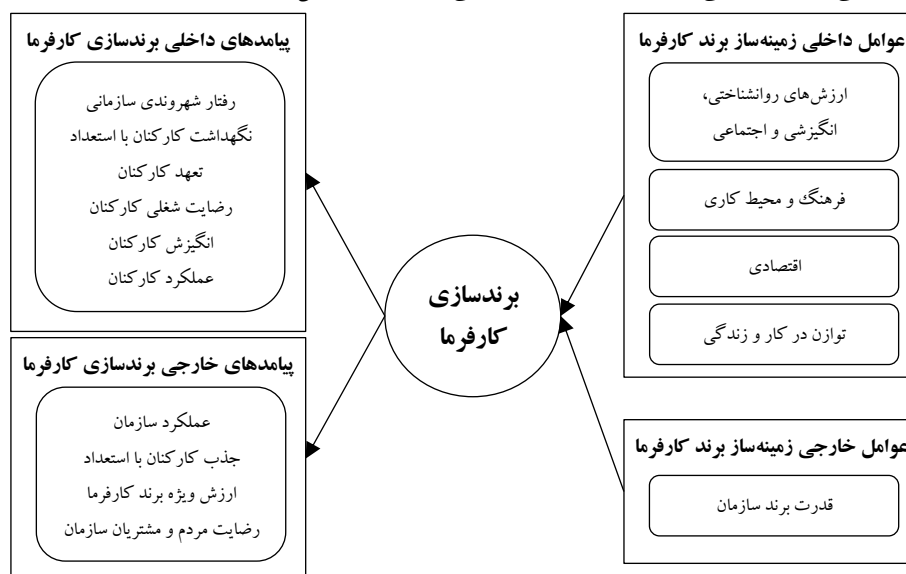 عوامل داخلی زمینه‌ساز برند کارفرما
ارزش‌های روانشناختی،
انگیزشی و اجتماعی
فرهنگ و محیط کاری
اقتصادی
توازن در کار و زندگی
عوامل خارجی زمینه‌ساز برند کارفرما
قدرت برند سازمان
برندسازی
کارفرما
پیامدهای داخلی برندسازی کارفرما
رفتار شهروندی سازمانی
نگهداشت کارکنان با استعداد
تعهد کارکنان
رضایت شغلی کارکنان
انگیزش کارکنان
عملکرد کارکنان
پیامدهای خارجی برندسازی کارفرما
عملکرد سازمان
جذب کارکنان با استعداد
ارزش ویژه برند کارفرما
رضایت مردم و مشتریان سازمان